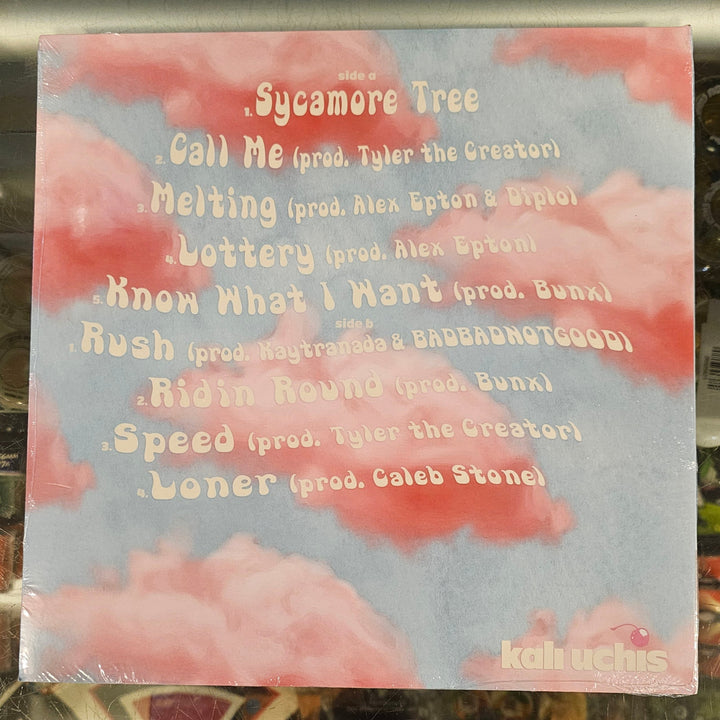 side a
1. Sycamore Tree
2. Call Me (prod. Tyler the Creator)
3. Melting (prod. Alex Epton & Diplo)
4. Lottery (prod. Alex Epton)
5. Know What I Want (prod. Bunx)
side b
1. Rush (prod. Kaytranada & BADBADNOTGOOD)
2. Ridin Round (prod. Bunx)
3. Speed (prod. Tyler the Creator)
4. Loner (prod. Caleb Stone)
kali uchis